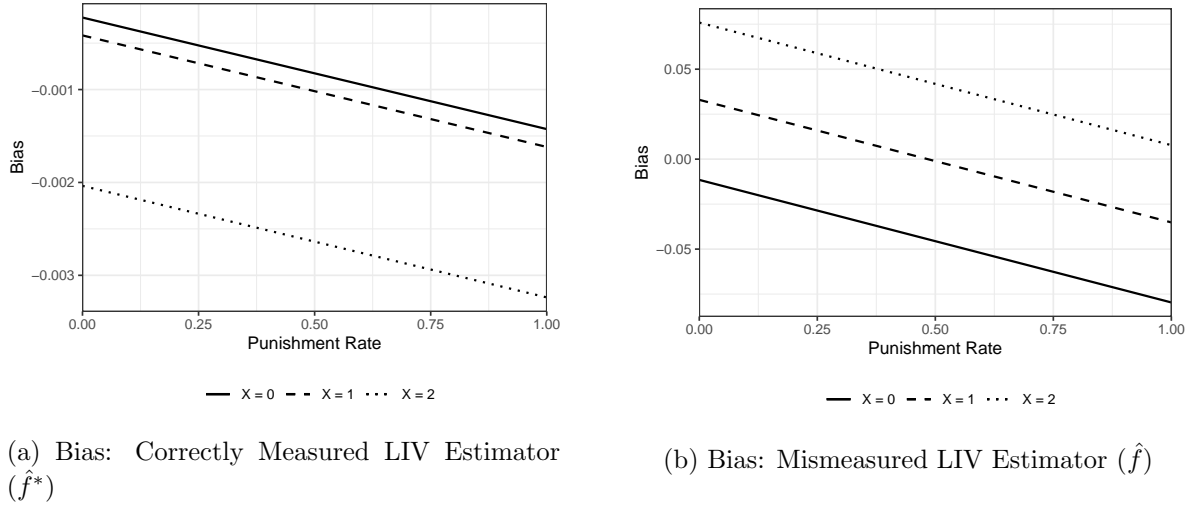 −0.001
−0.002
−0.003
Bias
0.00 0.25 0.50 0.75 1.00
Punishment Rate
X = 0 X = 1 X = 2
(a) Bias: Correctly Measured LIV Estimator
(f̂*)
0.05
0.00
−0.05
Bias
0.00 0.25 0.50 0.75 1.00
Punishment Rate
X = 0 X = 1 X = 2
(b) Bias: Mismeasured LIV Estimator (f̂)